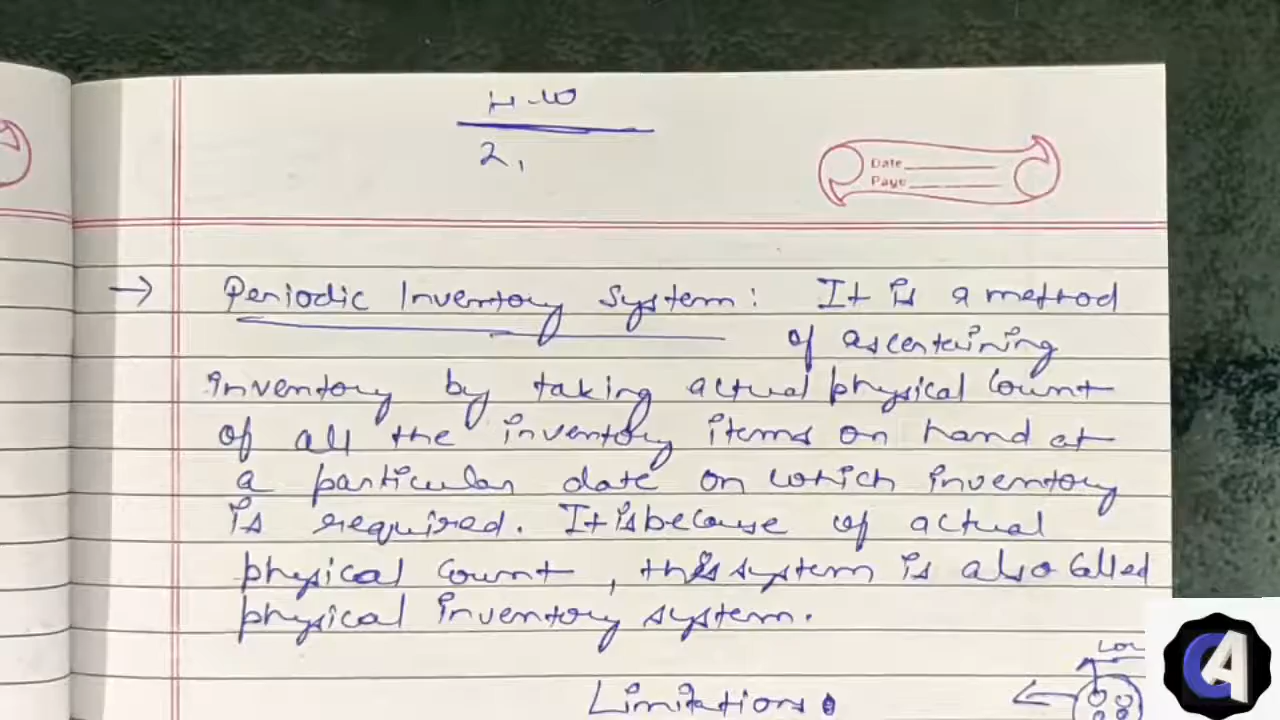 H.W
2,
Date
Page
→ Periodic Inventory System: It is a method
of ascertaining
inventory by taking actual physical count
of all the inventory items on hand at
a particular date on which inventory
is required. It is because of actual
physical count, this system is also called
physical inventory system.
Limitations
CA